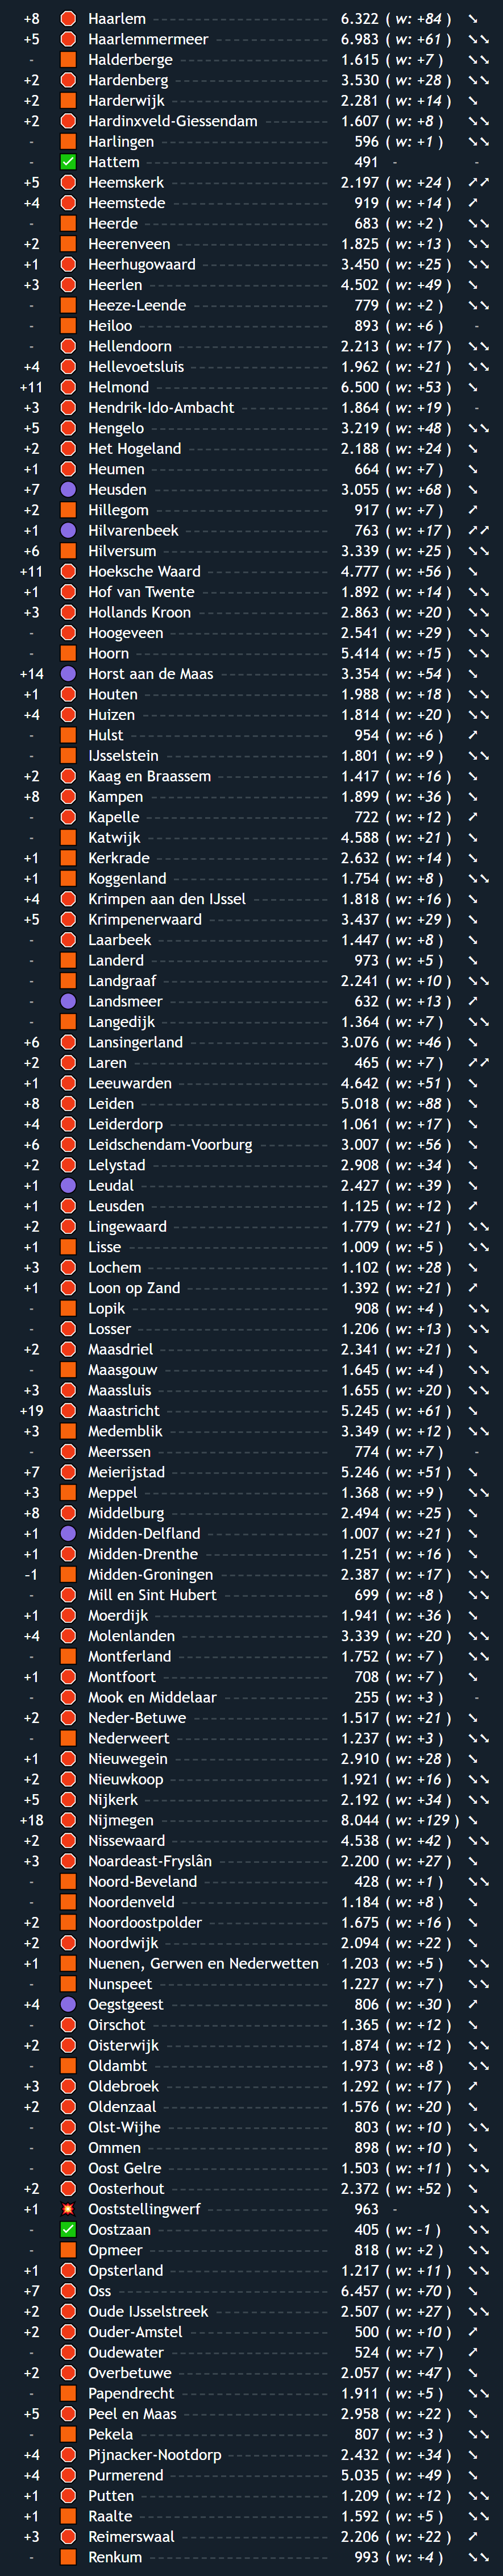 +8 Haarlem 6.322 ( w: +84 )
+5 Haarlemmermeer 6.983 ( w: +61 )
- Halderberge 1.615 ( w: +7 )
+2 Hardenberg 3.530 ( w: +28 )
+2 Harderwijk 2.281 ( w: +14 )
+2 Hardinxveld-Giessendam 1.607 ( w: +8 )
- Harlingen 596 ( w: +1 )
- Hattem 491 - -
+5 Heemskerk 2.197 ( w: +24 )
+4 Heemstede 919 ( w: +14 )
- Heerde 683 ( w: +2 )
+2 Heerenveen 1.825 ( w: +13 )
+1 Heerhugowaard 3.450 ( w: +25 )
+3 Heerlen 4.502 ( w: +49 )
- Heeze-Leende 779 ( w: +2 )
- Heiloo 893 ( w: +6 ) -
- Hellendoorn 2.213 ( w: +17 )
+4 Hellevoetsluis 1.962 ( w: +21 )
+11 Helmond 6.500 ( w: +53 )
+3 Hendrik-Ido-Ambacht 1.864 ( w: +19 ) -
+5 Hengelo 3.219 ( w: +48 )
+2 Het Hogeland 2.188 ( w: +24 )
+1 Heumen 664 ( w: +7 )
+7 Heusden 3.055 ( w: +68 )
+2 Hillegom 917 ( w: +7 )
+1 Hilvarenbeek 763 ( w: +17 )
+6 Hilversum 3.339 ( w: +25 )
+11 Hoeksche Waard 4.777 ( w: +56 )
+1 Hof van Twente 1.892 ( w: +14 )
+3 Hollands Kroon 2.863 ( w: +20 )
- Hoogeveen 2.541 ( w: +29 )
- Hoorn 5.414 ( w: +15 )
+14 Horst aan de Maas 3.354 ( w: +54 )
+1 Houten 1.988 ( w: +18 )
+4 Huizen 1.814 ( w: +20 )
- Hulst 954 ( w: +6 )
- IJsselstein 1.801 ( w: +9 )
+2 Kaag en Braassem 1.417 ( w: +16 )
+8 Kampen 1.899 ( w: +36 )
- Kapelle 722 ( w: +12 )
- Katwijk 4.588 ( w: +21 )
+1 Kerkrade 2.632 ( w: +14 )
+1 Koggenland 1.754 ( w: +8 )
+4 Krimpen aan den IJssel 1.818 ( w: +16 )
+5 Krimpenerwaard 3.437 ( w: +29 )
- Laarbeek 1.447 ( w: +8 )
- Landerd 973 ( w: +5 )
- Landgraaf 2.241 ( w: +10 )
- Landsmeer 632 ( w: +13 )
- Langedijk 1.364 ( w: +7 )
+6 Lansingerland 3.076 ( w: +46 )
+2 Laren 465 ( w: +7 )
+1 Leeuwarden 4.642 ( w: +51 )
+8 Leiden 5.018 ( w: +88 )
+4 Leiderdorp 1.061 ( w: +17 )
+6 Leidschendam-Voorburg 3.007 ( w: +56 )
+2 Lelystad 2.908 ( w: +34 )
+1 Leudal 2.427 ( w: +39 )
+1 Leusden 1.125 ( w: +12 )
+2 Lingewaard 1.779 ( w: +21 )
+1 Lisse 1.009 ( w: +5 )
+3 Lochem 1.102 ( w: +28 )
+1 Loon op Zand 1.392 ( w: +21 )
- Lopik 908 ( w: +4 )
- Losser 1.206 ( w: +13 )
+2 Maasdriel 2.341 ( w: +21 )
- Maasgouw 1.645 ( w: +4 )
+3 Maassluis 1.655 ( w: +20 )
+19 Maastricht 5.245 ( w: +61 )
+3 Medemblik 3.349 ( w: +12 )
- Meerssen 774 ( w: +7 ) -
+7 Meierijstad 5.246 ( w: +51 )
+3 Meppel 1.368 ( w: +9 )
+8 Middelburg 2.494 ( w: +25 )
+1 Midden-Delfland 1.007 ( w: +21 )
+1 Midden-Drenthe 1.251 ( w: +16 )
-1 Midden-Groningen 2.387 ( w: +17 )
- Mill en Sint Hubert 699 ( w: +8 )
+1 Moerdijk 1.941 ( w: +36 )
+4 Molenlanden 3.339 ( w: +20 )
- Montferland 1.752 ( w: +7 )
+1 Montfoort 708 ( w: +7 )
- Mook en Middelaar 255 ( w: +3 ) -
+2 Neder-Betuwe 1.517 ( w: +21 )
- Nederweert 1.237 ( w: +3 )
+1 Nieuwegein 2.910 ( w: +28 )
+2 Nieuwkoop 1.921 ( w: +16 )
+5 Nijkerk 2.192 ( w: +34 )
+18 Nijmegen 8.044 ( w: +129 )
+2 Nissewaard 4.538 ( w: +42 )
+3 Noardeast-Fryslân 2.200 ( w: +27 )
- Noord-Beveland 428 ( w: +1 )
- Noordenveld 1.184 ( w: +8 )
+2 Noordoostpolder 1.675 ( w: +16 )
+2 Noordwijk 2.094 ( w: +22 )
+1 Nuenen, Gerwen en Nederwetten 1.203 ( w: +5 )
- Nunspeet 1.227 ( w: +7 )
+4 Oegstgeest 806 ( w: +30 )
- Oirschot 1.365 ( w: +12 )
+2 Oisterwijk 1.874 ( w: +12 )
- Oldambt 1.973 ( w: +8 )
+3 Oldebroek 1.292 ( w: +17 )
+2 Oldenzaal 1.576 ( w: +20 )
- Olst-Wijhe 803 ( w: +10 )
- Ommen 898 ( w: +10 )
- Oost Gelre 1.503 ( w: +11 )
+2 Oosterhout 2.372 ( w: +52 )
+1 Ooststellingwerf 963 -
- Oostzaan 405 ( w: -1 )
- Opmeer 818 ( w: +2 )
+1 Opsterland 1.217 ( w: +11 )
+7 Oss 6.457 ( w: +70 )
+2 Oude IJsselstreek 2.507 ( w: +27 )
+2 Ouder-Amstel 500 ( w: +10 )
- Oudewater 524 ( w: +7 )
+2 Overbetuwe 2.057 ( w: +47 )
- Papendrecht 1.911 ( w: +5 )
+5 Peel en Maas 2.958 ( w: +22 )
- Pekela 807 ( w: +3 )
+4 Pijnacker-Nootdorp 2.432 ( w: +34 )
+4 Purmerend 5.035 ( w: +49 )
+1 Putten 1.209 ( w: +12 )
+1 Raalte 1.592 ( w: +5 )
+3 Reimerswaal 2.206 ( w: +22 )
- Renkum 993 ( w: +4 )